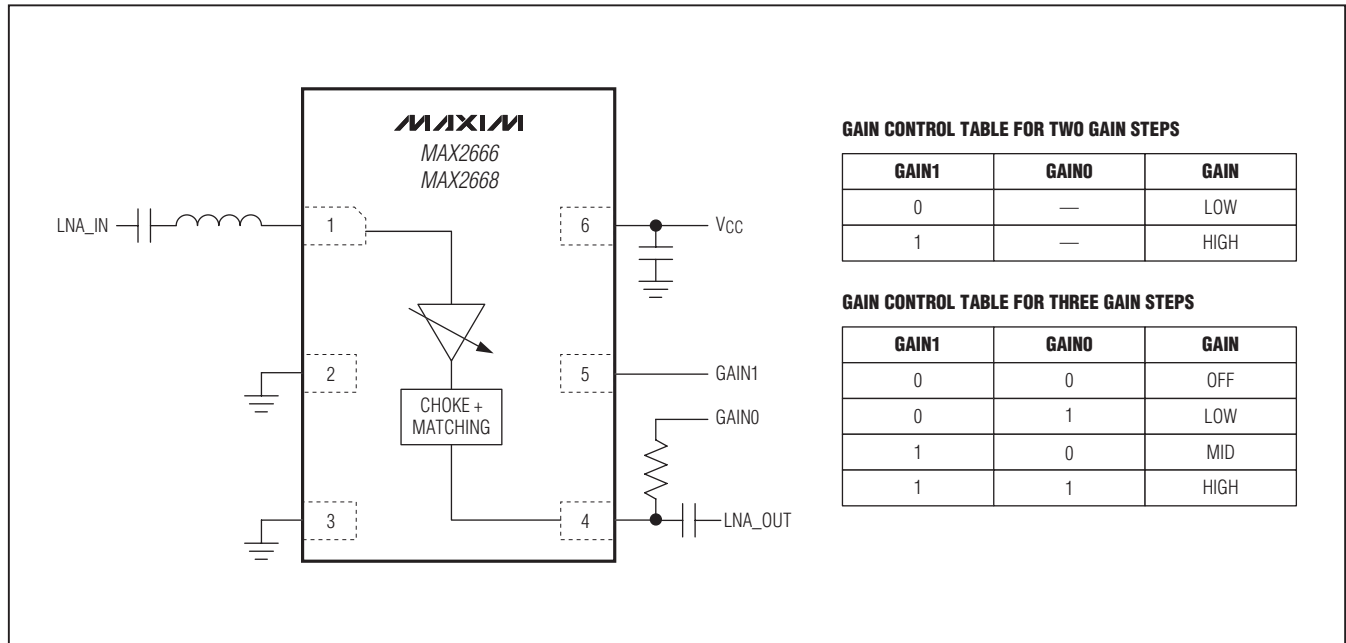 MAXIM
MAX2666
MAX2668
LNA_IN
1
6
VCC
2
5
GAIN1
CHOKE +
MATCHING
GAIN0
3
4
LNA_OUT
GAIN CONTROL TABLE FOR TWO GAIN STEPS
GAIN1 GAIN0 GAIN
0 — LOW
1 — HIGH
GAIN CONTROL TABLE FOR THREE GAIN STEPS
GAIN1 GAIN0 GAIN
0 0 OFF
0 1 LOW
1 0 MID
1 1 HIGH